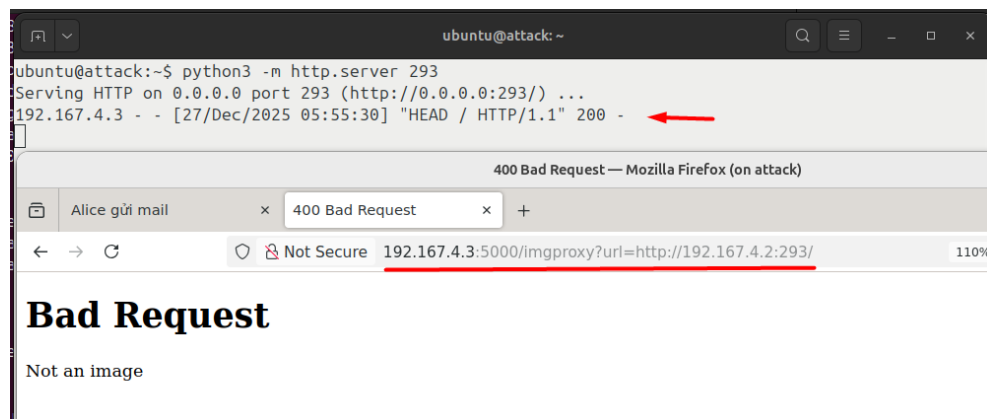 ubuntu@attack: ~
ubuntu@attack:~$ python3 -m http.server 293
Serving HTTP on 0.0.0.0 port 293 (http://0.0.0.0:293/) ...
192.167.4.3 - - [27/Dec/2025 05:55:30] "HEAD / HTTP/1.1" 200 -
400 Bad Request — Mozilla Firefox (on attack)
Alice gửi mail
400 Bad Request
Not Secure 192.167.4.3:5000/imgproxy?url=http://192.167.4.2:293/ 110%
Bad Request
Not an image